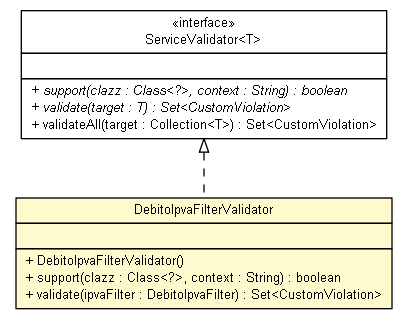 «interface»
ServiceValidator<T>
+ support(clazz : Class<?>, context : String) : boolean
+ validate(target : T) : Set<CustomViolation>
+ validateAll(target : Collection<T>) : Set<CustomViolation>
DebitoIpvaFilterValidator
+ DebitoIpvaFilterValidator()
+ support(clazz : Class<?>, context : String) : boolean
+ validate(ipvaFilter : DebitoIpvaFilter) : Set<CustomViolation>